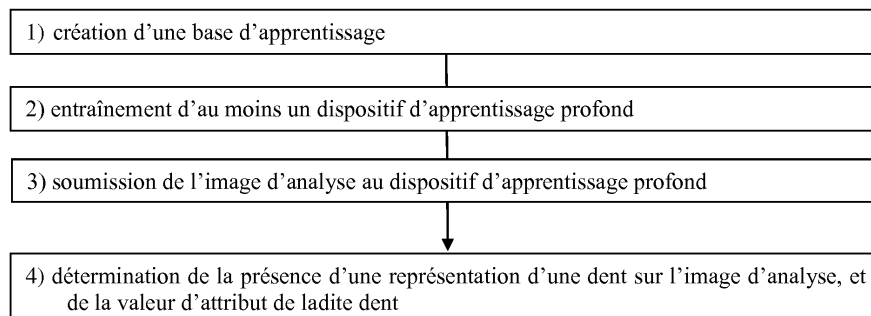 1) création d’une base d’apprentissage
2) entraînement d’au moins un dispositif d’apprentissage profond
3) soumission de l’image d’analyse au dispositif d’apprentissage profond
4) détermination de la présence d’une représentation d’une dent sur l’image d’analyse, et
de la valeur d’attribut de ladite dent